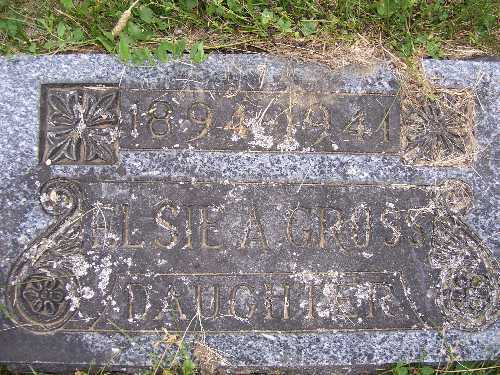 1894 - 1941
ELSIE A GROSS
DAUGHTER